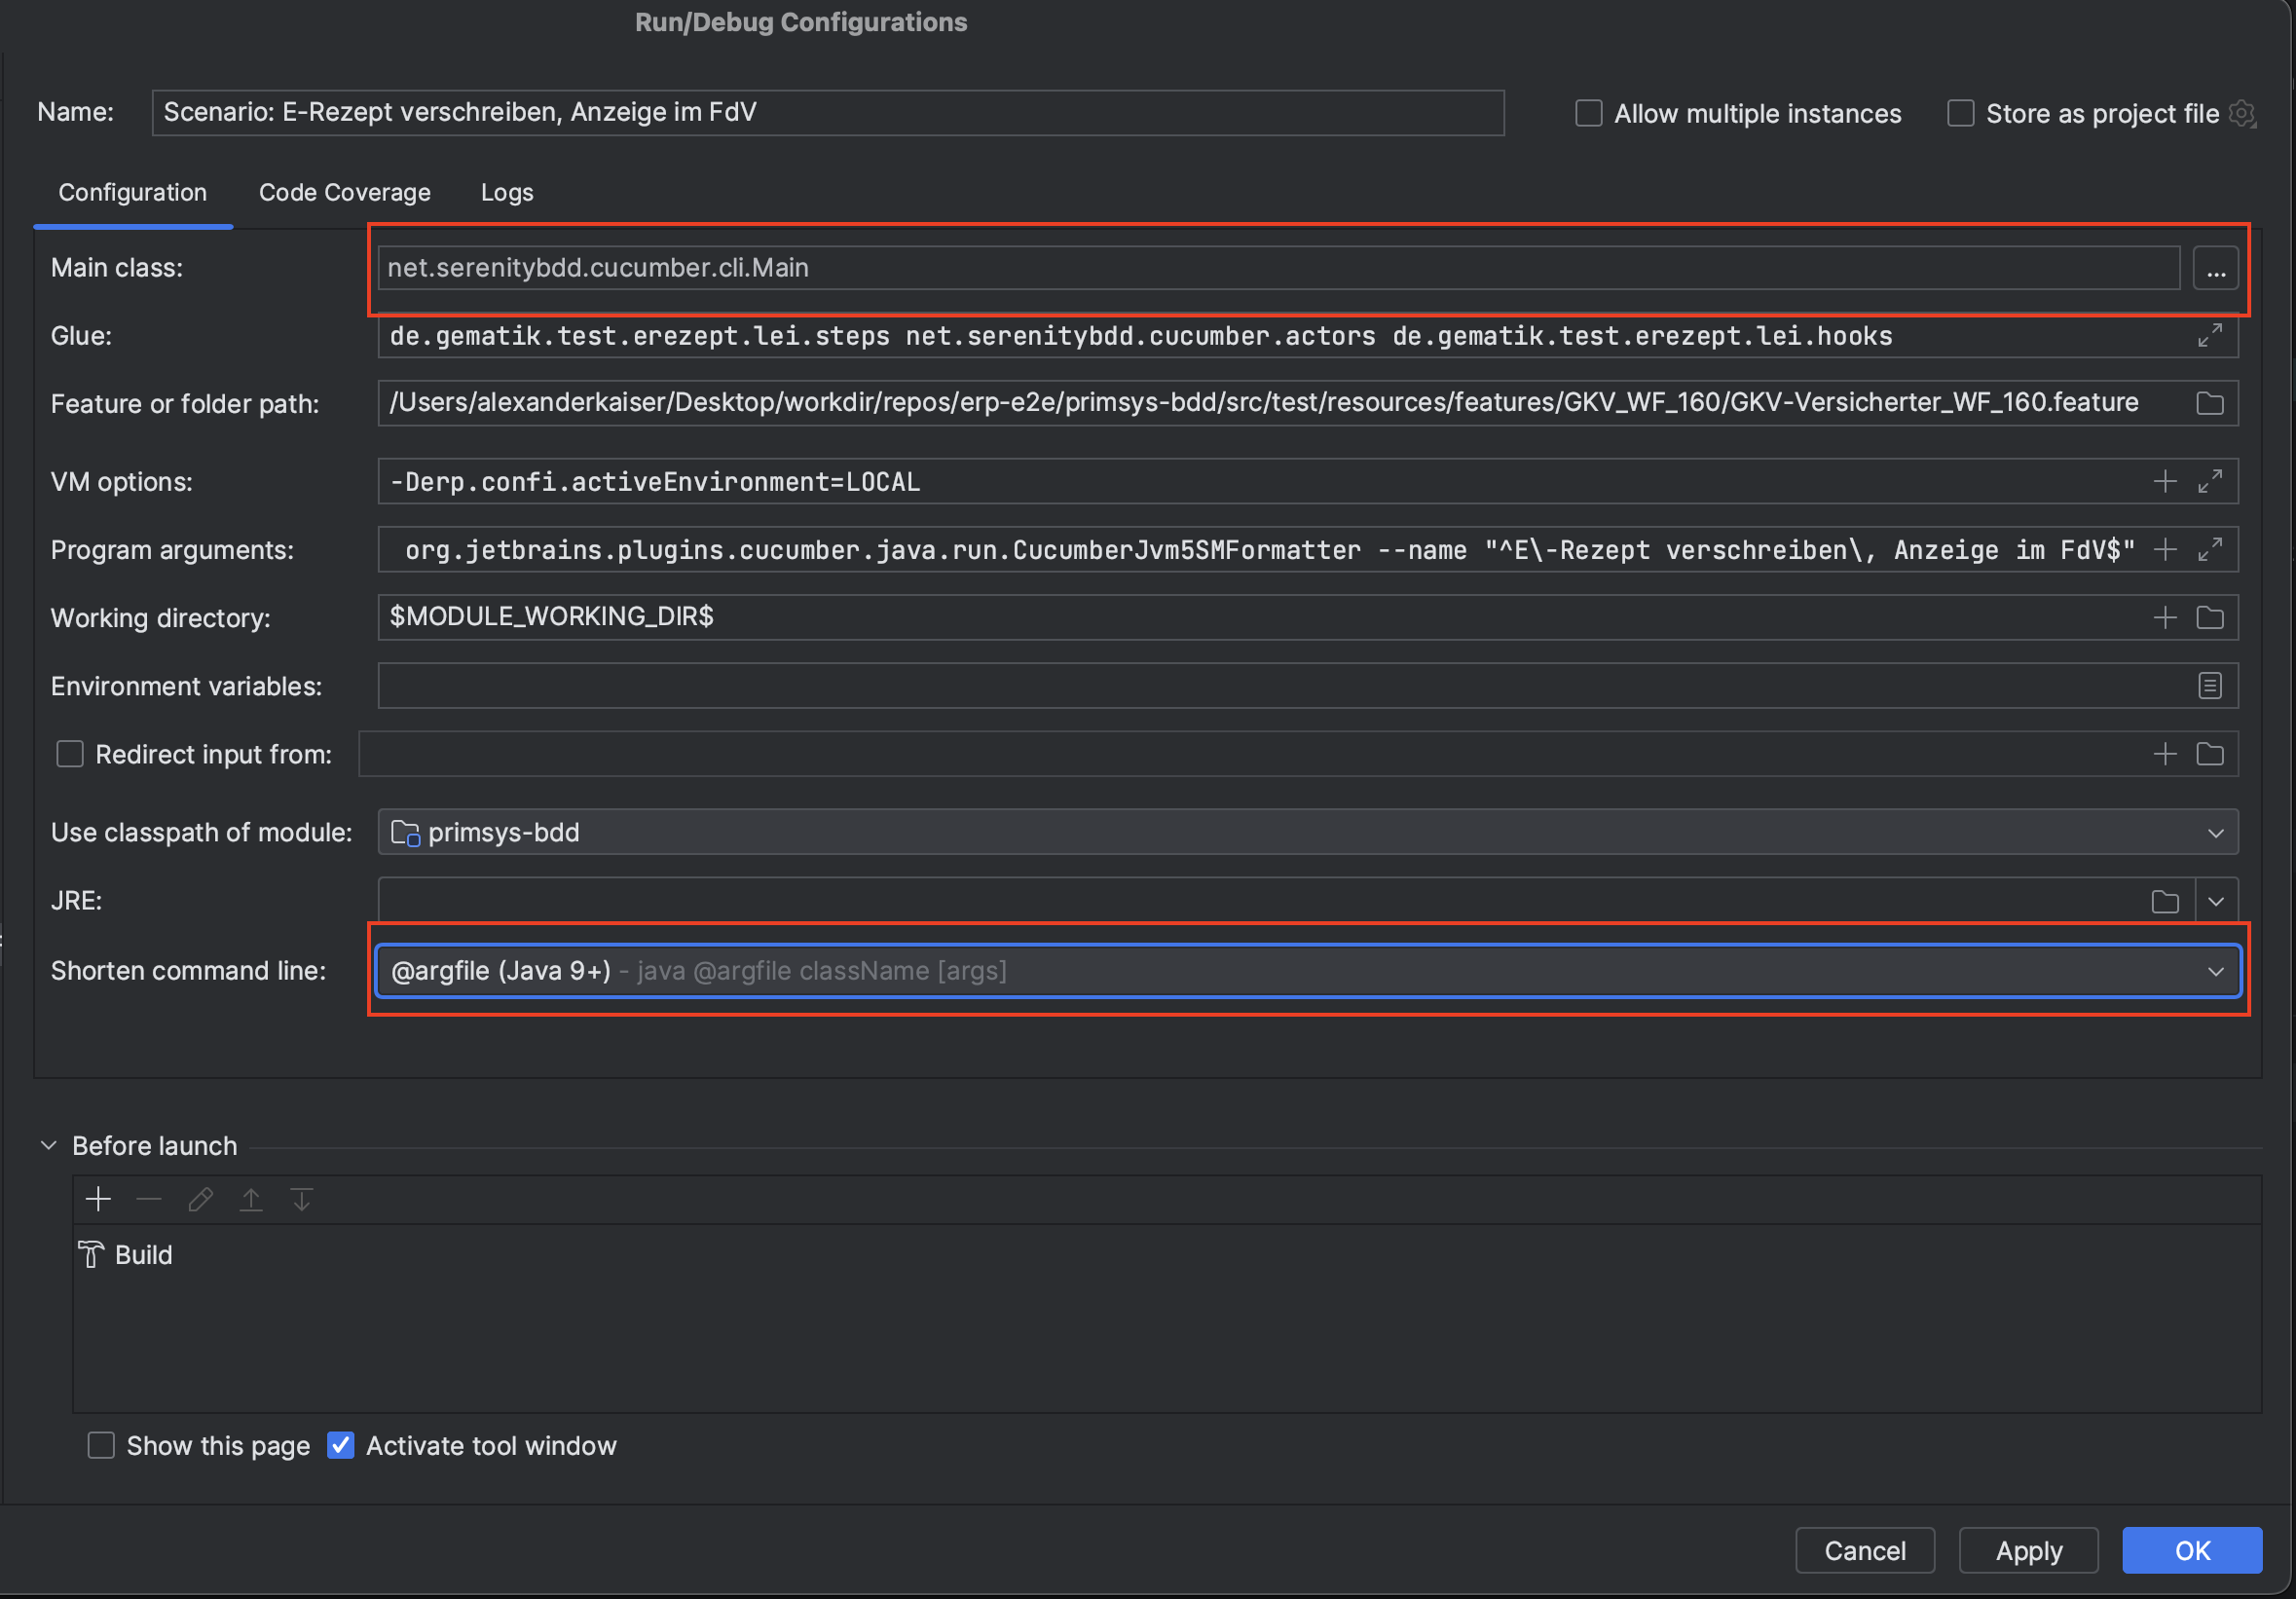 Run/Debug Configurations
Name: Scenario: E-Rezept verschreiben, Anzeige im FdV Allow multiple instances Store as project file
Configuration Code Coverage Logs
Main class: net.serenitybdd.cucumber.cli.Main ...
Glue: de.gematik.test.erezept.lei.steps net.serenitybdd.cucumber.actors de.gematik.test.erezept.lei.hooks
Feature or folder path: /Users/alexanderkaiser/Desktop/workdir/repos/erp-e2e/primsys-bdd/src/test/resources/features/GKV_WF_160/GKV-Versicherter_WF_160.feature
VM options: -Derp.confi.activeEnvironment=LOCAL
Program arguments: org.jetbrains.plugins.cucumber.java.run.CucumberJvm5SMFormatter --name "^E\-Rezept verschreiben\, Anzeige im FdV$"
Working directory: $MODULE_WORKING_DIR$
Environment variables:
Redirect input from:
Use classpath of module: primsys-bdd
JRE:
Shorten command line: @argfile (Java 9+) - java @argfile className [args]
Before launch
Build
Show this page Activate tool window
Cancel Apply OK